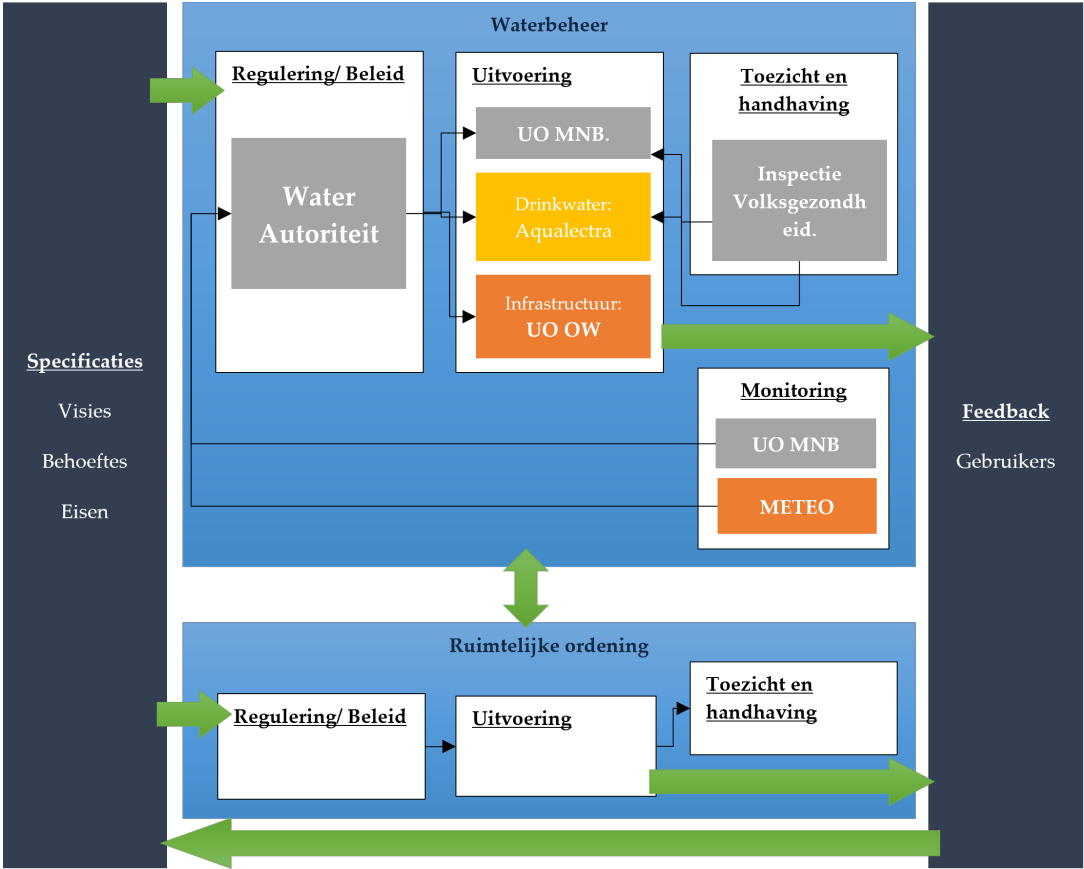 Specificaties
Visies
Behoeftes
Eisen
Waterbeheer
Regulering/ Beleid
Water
Autoriteit
Uitvoering
UO MNB.
Drinkwater:
Aqualectra
Infrastructuur:
UO OW
Toezicht en
handhaving
Inspectie
Volksgezondh
eid.
Monitoring
UO MNB
METEO
Ruimtelijke ordening
Regulering/ Beleid
Uitvoering
Toezicht en
handhaving
Feedback
Gebruikers